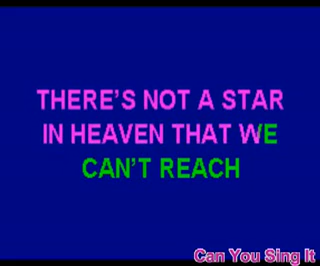 THERE'S NOT A STAR
IN HEAVEN THAT WE
CAN'T REACH
Can You Sing It